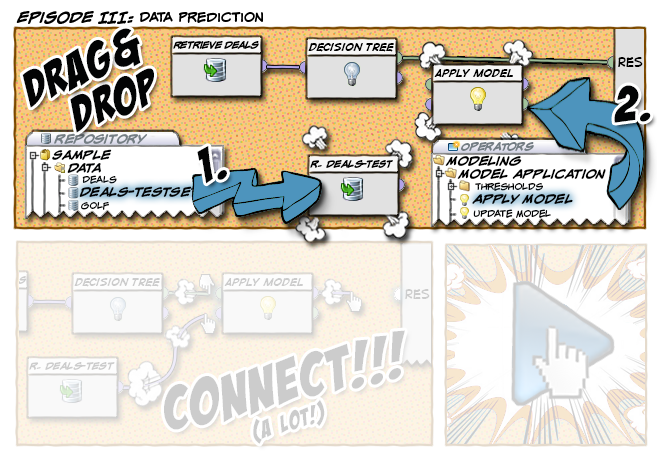 EPISODE III: DATA PREDICTION
DRAG &
DROP
RETRIEVE DEALS
DECISION TREE
APPLY MODEL
RES
2.
REPOSITORY
SAMPLE
DATA
DEALS
DEALS-TESTSE
GOLF
1.
R. DEALS-TEST
OPERATORS
MODELING
MODEL APPLICATION
THRESHOLDS
APPLY MODEL
UPDATE MODEL
DECISION TREE
APPLY MODEL
RES
R. DEALS-TEST
CONNECT!!!
(A LOT!)